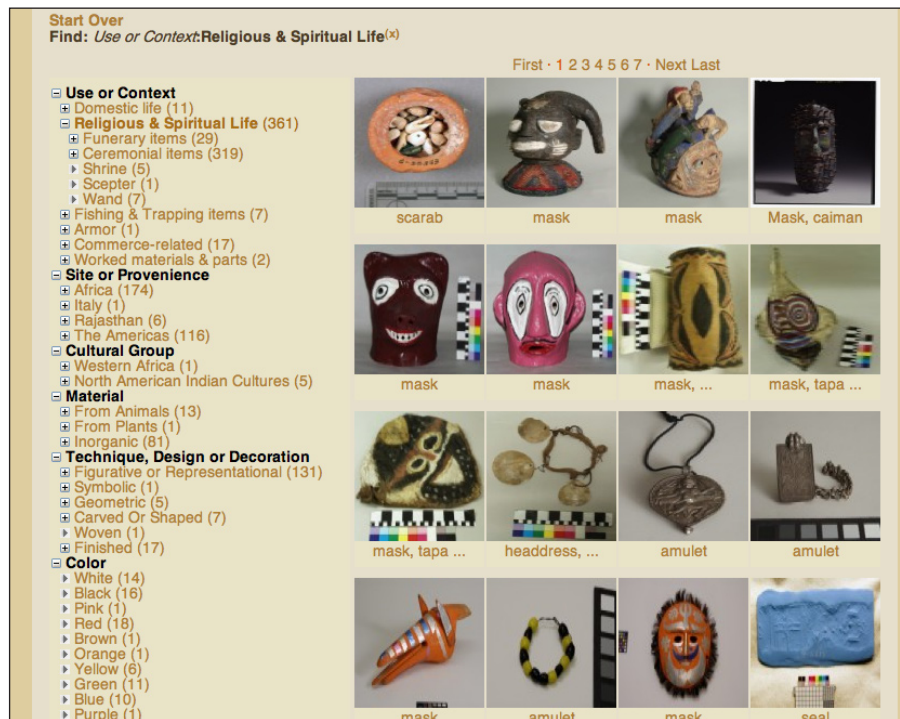 Start Over
Find: Use or Context:Religious & Spiritual Life(x)
First · 1 2 3 4 5 6 7 · Next Last
Use or Context
Domestic life (11)
Religious & Spiritual Life (361)
Funerary items (29)
Ceremonial items (319)
Shrine (5)
Scepter (1)
Wand (7)
Fishing & Trapping items (7)
Armor (1)
Commerce-related (17)
Worked materials & parts (2)
Site or Provenience
Africa (174)
Italy (1)
Rajasthan (6)
The Americas (116)
Cultural Group
Western Africa (1)
North American Indian Cultures (5)
Material
From Animals (13)
From Plants (1)
Inorganic (81)
Technique, Design or Decoration
Figurative or Representational (131)
Symbolic (1)
Geometric (5)
Carved Or Shaped (7)
Woven (1)
Finished (17)
Color
White (14)
Black (16)
Pink (1)
Red (18)
Brown (1)
Orange (1)
Yellow (6)
Green (11)
Blue (10)
Purple (1)
scarab
mask
mask
Mask, caiman
mask
mask
mask, ...
mask, tapa ...
mask, tapa ...
headdress, ...
amulet
amulet
mask
amulet
mask
seal